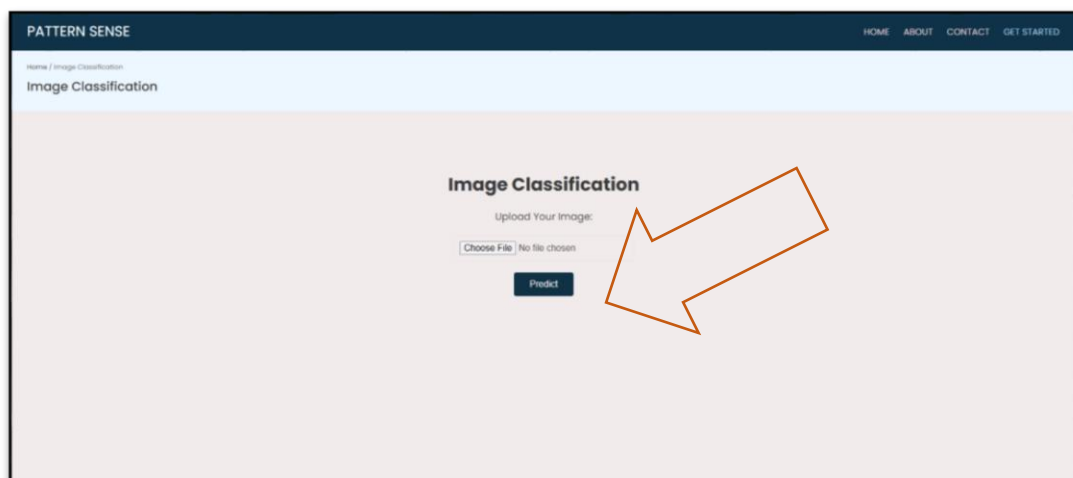 PATTERN SENSE HOME ABOUT CONTACT GET STARTED
Home / Image Classification
Image Classification
Image Classification
Upload Your Image:
Choose File No file chosen
Predict